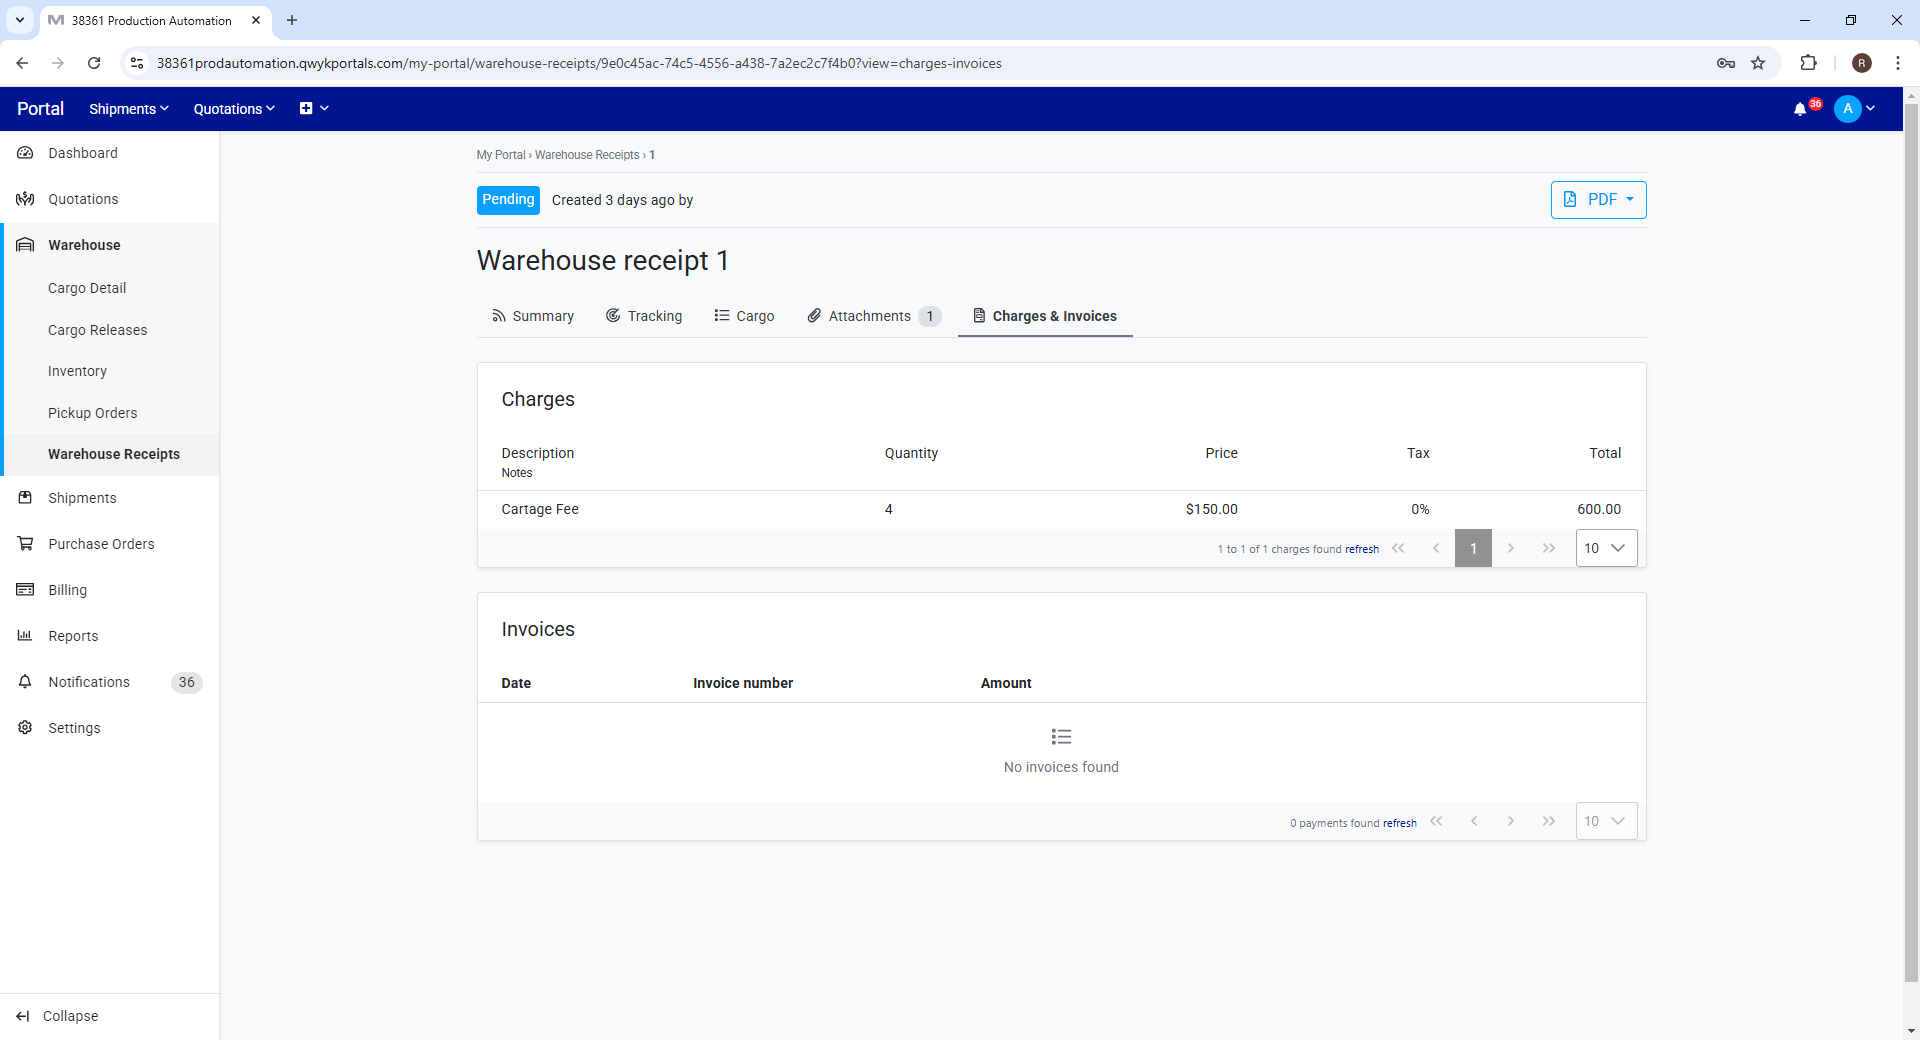 38361 Production Automation
38361prodautomation.qwykportals.com/my-portal/warehouse-receipts/9e0c45ac-74c5-4556-a438-7a2ec2c7f4b0?view=charges-invoices
R
Portal
Shipments
Quotations
36
A
Dashboard
Quotations
Warehouse
Cargo Detail
Cargo Releases
Inventory
Pickup Orders
Warehouse Receipts
Shipments
Purchase Orders
Billing
Reports
Notifications 36
Settings
Collapse
My Portal › Warehouse Receipts › 1
Pending Created 3 days ago by
PDF
Warehouse receipt 1
Summary Tracking Cargo Attachments 1 Charges & Invoices
Charges
Description Quantity Price Tax Total
Notes
Cartage Fee 4 $150.00 0% 600.00
1 to 1 of 1 charges found refresh 1 10
Invoices
Date Invoice number Amount
No invoices found
0 payments found refresh 10